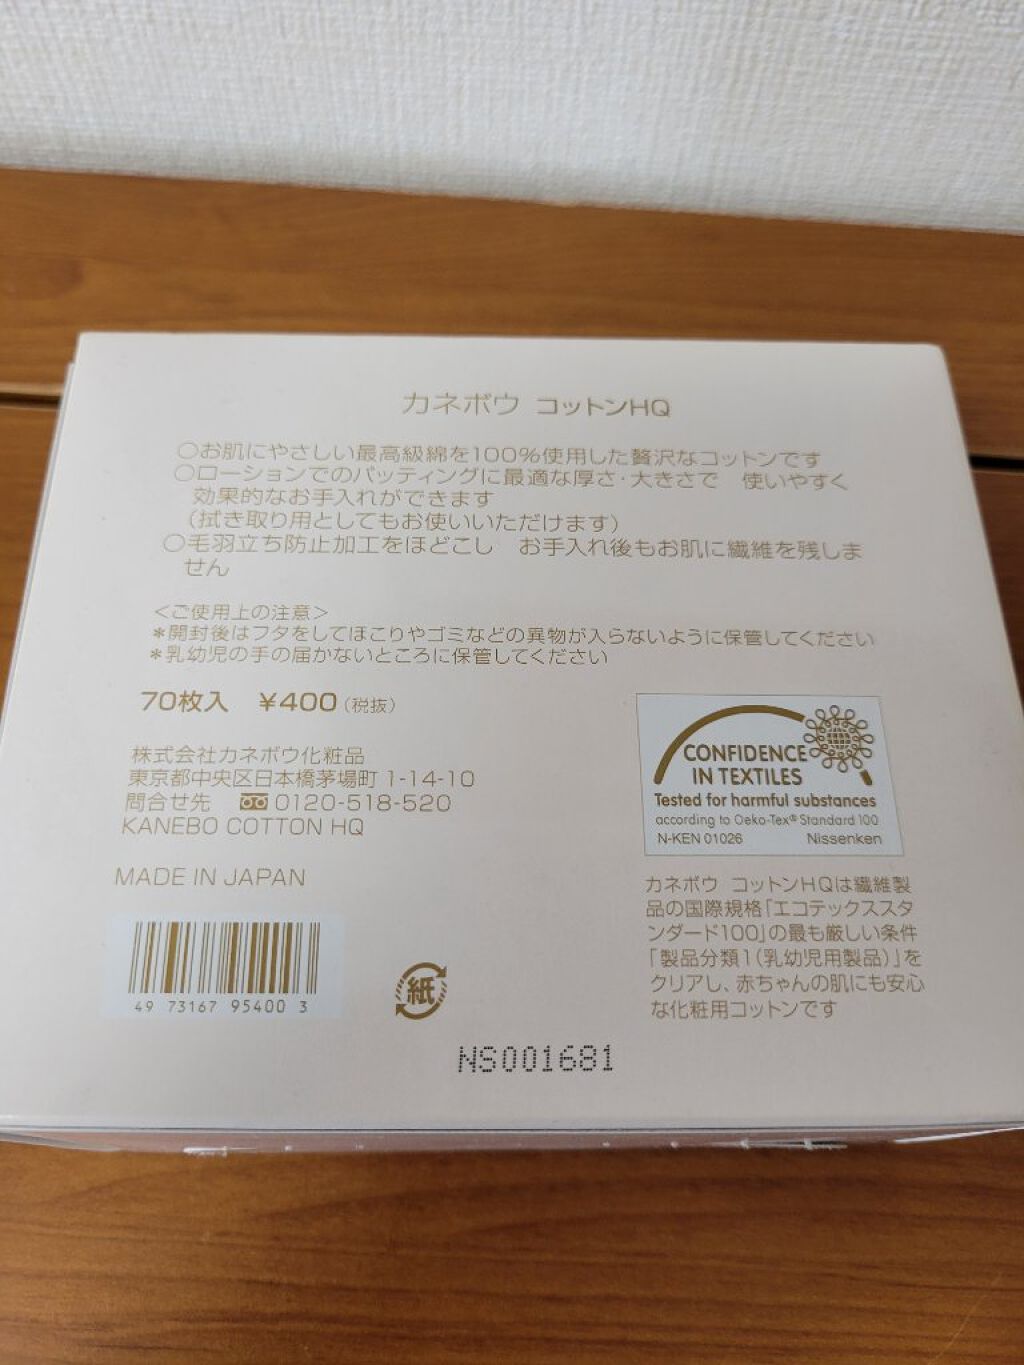 カネボウ コットンHQ
○お肌にやさしい最高級綿を100%使用した贅沢なコットンです
○ローションでのパッティングに最適な厚さ・大きさで 使いやすく
効果的なお手入れができます
(拭き取り用としてもお使いいただけます)
○毛羽立ち防止加工をほどこし お手入れ後もお肌に繊維を残しま
せん
<ご使用上の注意>
*開封後はフタをしてほこりやゴミなどの異物が入らないように保管してください
*乳幼児の手の届かないところに保管してください
70枚入 ¥400(税抜)
株式会社カネボウ化粧品
東京都中央区日本橋茅場町 1-14-10
問合せ先 0120-518-520
KANEBO COTTON HQ
MADE IN JAPAN
49 73167 95400 3
紙
CONFIDENCE
IN TEXTILES
Tested for harmful substances
according to Oeko-Tex® Standard 100
N-KEN 01026 Nissenken
カネボウ コットンHQは繊維製
品の国際規格「エコテックススタ
ンダード100」の最も厳しい条件
「製品分類1(乳幼児用製品)」を
クリアし、赤ちゃんの肌にも安心
な化粧用コットンです
NS001681